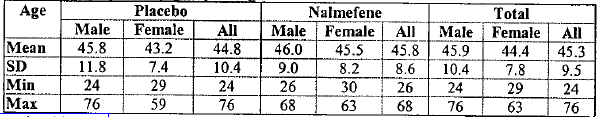 Age Placebo Nalmefene Total
Male Female All Male Female All Male Female All
Mean 45.8 43.2 44.8 46.0 45.5 45.8 45.9 44.4 45.3
SD 11.8 7.4 10.4 9.0 8.2 8.6 10.4 7.8 9.5
Min 24 29 24 26 30 26 24 29 24
Max 76 59 76 68 63 68 76 63 76